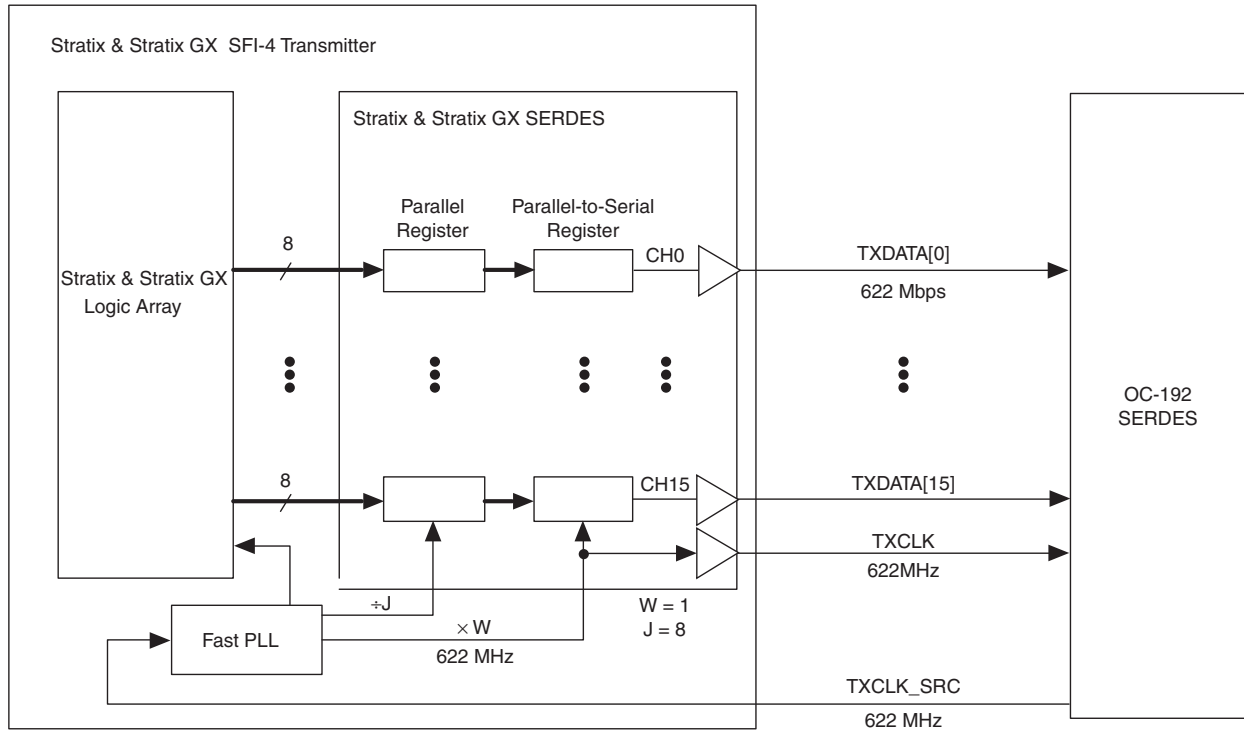 Stratix & Stratix GX SFI-4 Transmitter
Stratix & Stratix GX SERDES
Parallel
Register
Parallel-to-Serial
Register
8
CH0
TXDATA[0]
622 Mbps
Stratix & Stratix GX
Logic Array
OC-192
SERDES
8
CH15
TXDATA[15]
TXCLK
622MHz
÷J
W = 1
J = 8
Fast PLL
× W
622 MHz
TXCLK_SRC
622 MHz